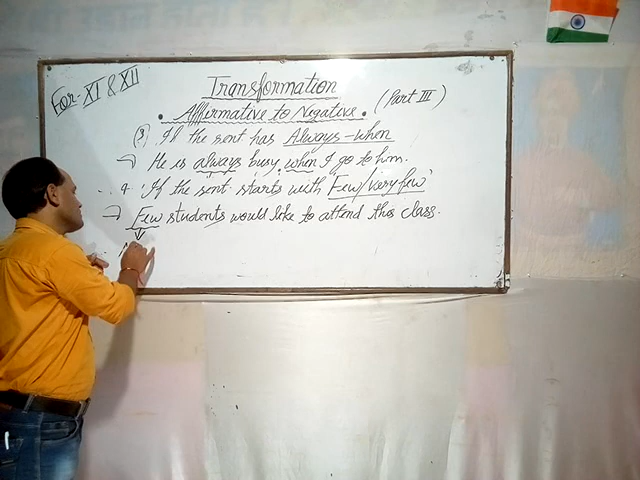 For - XI & XII
Transformation
Affirmative to Negative. (Part III)
(3) If the sent has Always-when
→ He is always busy when I go to him.
4. If the sent. starts with Few/very few'
→ Few students would like to attend this class.